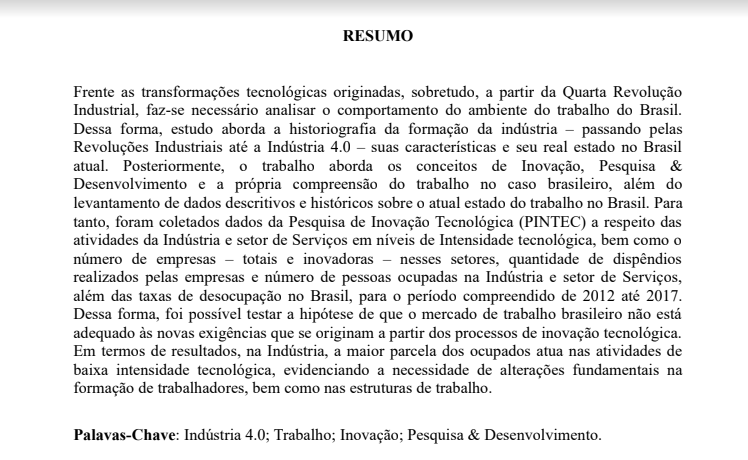 RESUMO
Frente as transformações tecnológicas originadas, sobretudo, a partir da Quarta Revolução
Industrial, faz-se necessário analisar o comportamento do ambiente do trabalho do Brasil.
Dessa forma, estudo aborda a historiografia da formação da indústria – passando pelas
Revoluções Industriais até a Indústria 4.0 – suas características e seu real estado no Brasil
atual. Posteriormente, o trabalho aborda os conceitos de Inovação, Pesquisa &
Desenvolvimento e a própria compreensão do trabalho no caso brasileiro, além do
levantamento de dados descritivos e históricos sobre o atual estado do trabalho no Brasil. Para
tanto, foram coletados dados da Pesquisa de Inovação Tecnológica (PINTEC) a respeito das
atividades da Indústria e setor de Serviços em níveis de Intensidade tecnológica, bem como o
número de empresas – totais e inovadoras – nesses setores, quantidade de dispêndios
realizados pelas empresas e número de pessoas ocupadas na Indústria e setor de Serviços,
além das taxas de desocupação no Brasil, para o período compreendido de 2012 até 2017.
Dessa forma, foi possível testar a hipótese de que o mercado de trabalho brasileiro não está
adequado às novas exigências que se originam a partir dos processos de inovação tecnológica.
Em termos de resultados, na Indústria, a maior parcela dos ocupados atua nas atividades de
baixa intensidade tecnológica, evidenciando a necessidade de alterações fundamentais na
formação de trabalhadores, bem como nas estruturas de trabalho.
Palavas-Chave: Indústria 4.0; Trabalho; Inovação; Pesquisa & Desenvolvimento.